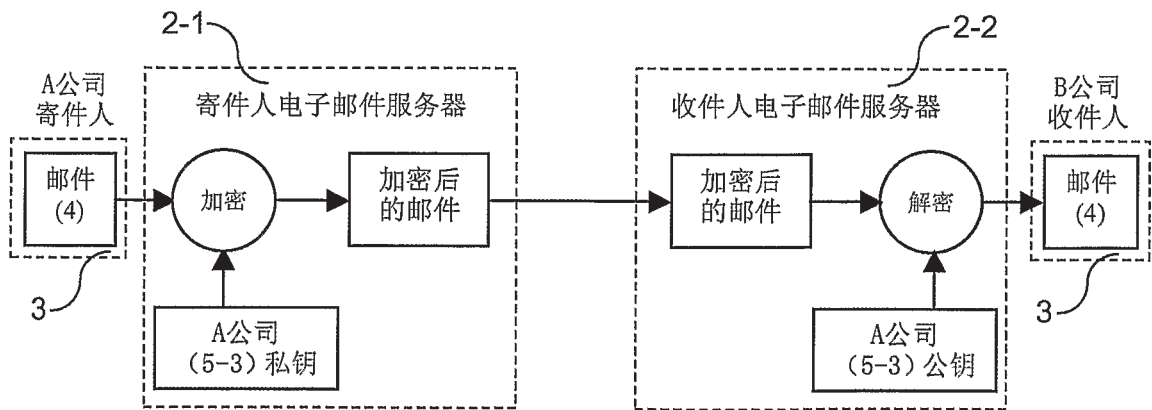 2-1
2-2
A公司
寄件人
寄件人电子邮件服务器
收件人电子邮件服务器
B公司
收件人
邮件
(4)
加密
加密后
的邮件
加密后
的邮件
解密
邮件
(4)
3
3
A公司
(5-3)私钥
A公司
(5-3)公钥